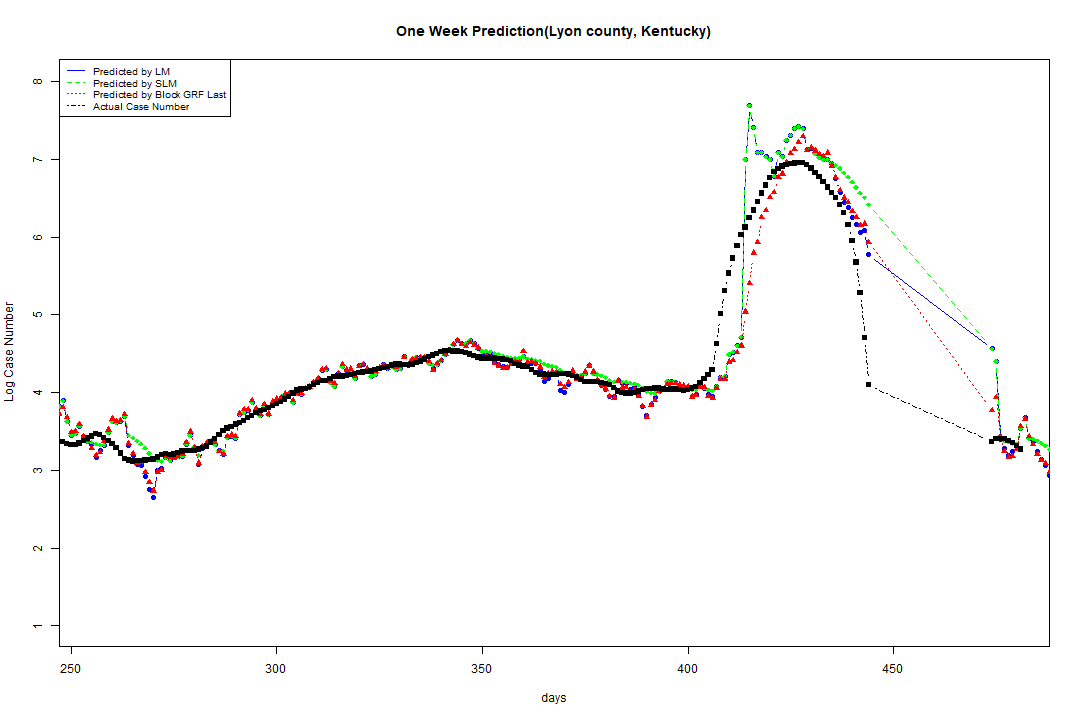 One Week Prediction(Lyon county, Kentucky)
Predicted by LM
Predicted by SLM
Predicted by Block GRF Last
Actual Case Number
8
7
6
5
4
3
2
1
Log Case Number
250 300 350 400 450
days